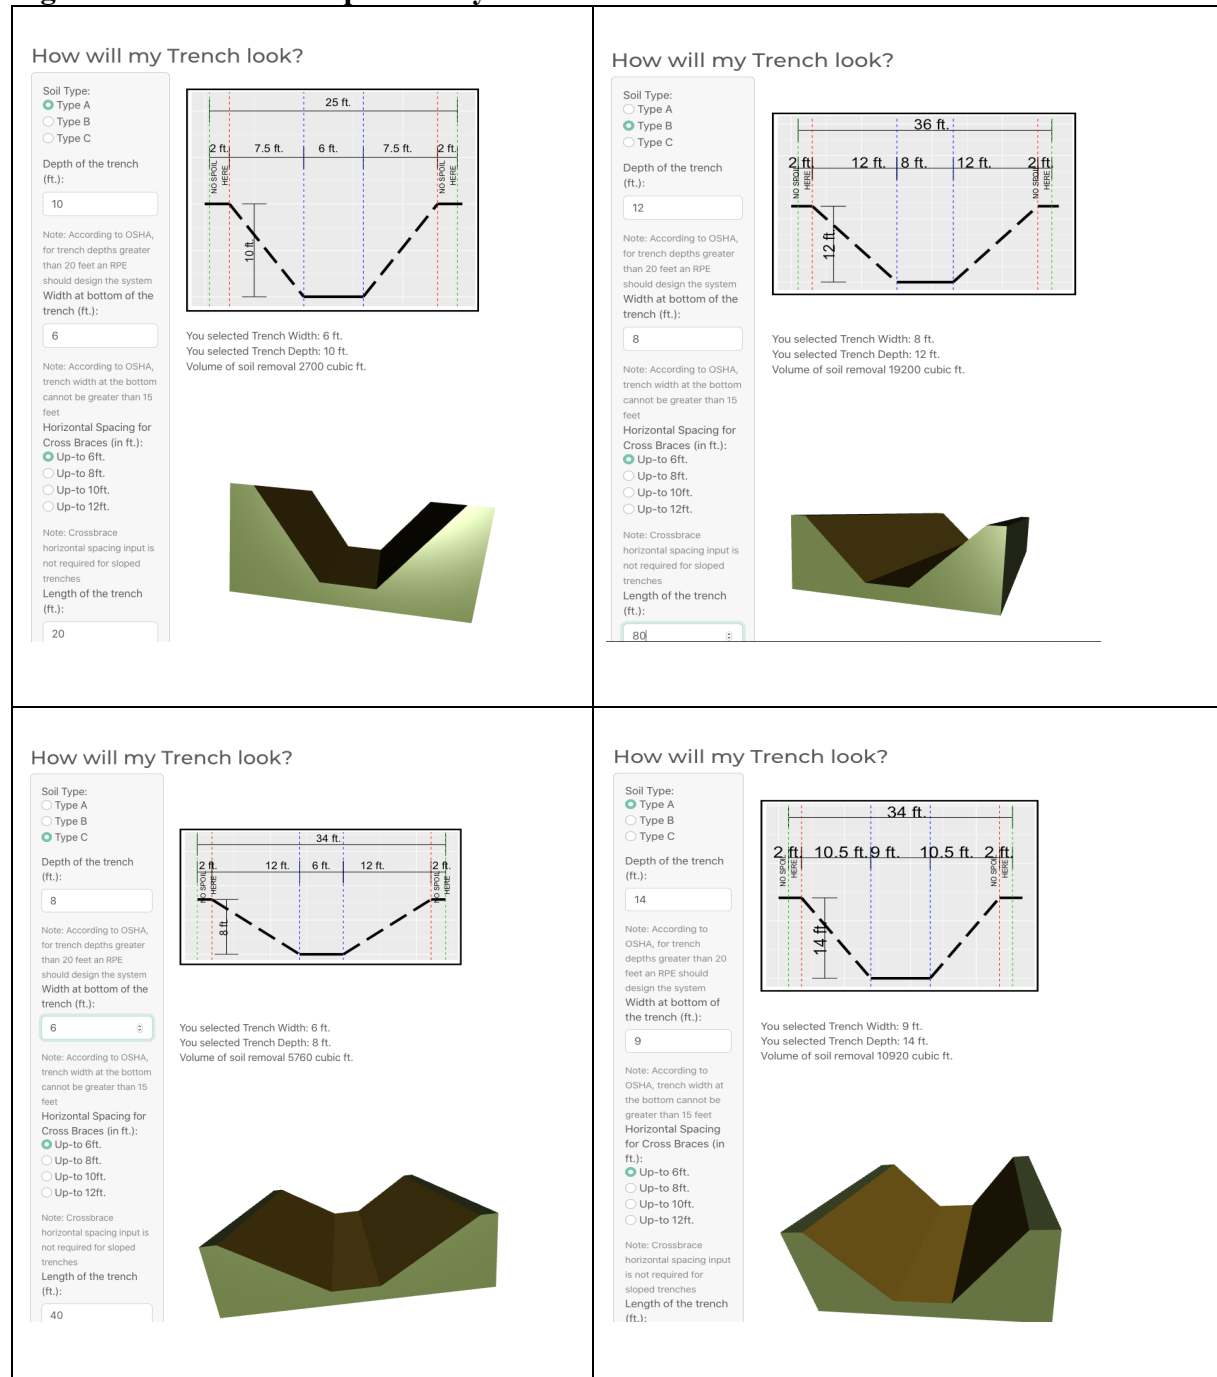 How will my Trench look?
Soil Type:
Type A
Type B
Type C
Depth of the trench
(ft.):
10
Note: According to OSHA,
for trench depths greater
than 20 feet an RPE
should design the system
Width at bottom of the
trench (ft.):
6
Note: According to OSHA,
trench width at the bottom
cannot be greater than 15
feet
Horizontal Spacing for
Cross Braces (in ft.):
Up-to 6ft.
Up-to 8ft.
Up-to 10ft.
Up-to 12ft.
Note: Crossbrace
horizontal spacing input is
not required for sloped
trenches
Length of the trench
(ft.):
20
25 ft.
2 ft. 7.5 ft. 6 ft. 7.5 ft. 2 ft.
NO SPOIL
HERE
NO SPOIL
HERE
10 ft.
You selected Trench Width: 6 ft.
You selected Trench Depth: 10 ft.
Volume of soil removal 2700 cubic ft.
How will my Trench look?
Soil Type:
Type A
Type B
Type C
Depth of the trench
(ft.):
12
Note: According to OSHA,
for trench depths greater
than 20 feet an RPE
should design the system
Width at bottom of the
trench (ft.):
8
Note: According to OSHA,
trench width at the bottom
cannot be greater than 15
feet
Horizontal Spacing for
Cross Braces (in ft.):
Up-to 6ft.
Up-to 8ft.
Up-to 10ft.
Up-to 12ft.
Note: Crossbrace
horizontal spacing input is
not required for sloped
trenches
Length of the trench
(ft.):
80
36 ft.
2 ft. 12 ft. 8 ft. 12 ft. 2 ft.
NO SPOIL
HERE
NO SPOIL
HERE
12 ft.
You selected Trench Width: 8 ft.
You selected Trench Depth: 12 ft.
Volume of soil removal 19200 cubic ft.
How will my Trench look?
Soil Type:
Type A
Type B
Type C
Depth of the trench
(ft.):
8
Note: According to OSHA,
for trench depths greater
than 20 feet an RPE
should design the system
Width at bottom of the
trench (ft.):
6
Note: According to OSHA,
trench width at the bottom
cannot be greater than 15
feet
Horizontal Spacing for
Cross Braces (in ft.):
Up-to 6ft.
Up-to 8ft.
Up-to 10ft.
Up-to 12ft.
Note: Crossbrace
horizontal spacing input is
not required for sloped
trenches
Length of the trench
(ft.):
40
34 ft.
2 ft. 12 ft. 6 ft. 12 ft. 2 ft.
NO SPOIL
HERE
NO SPOIL
HERE
8 ft.
You selected Trench Width: 6 ft.
You selected Trench Depth: 8 ft.
Volume of soil removal 5760 cubic ft.
How will my Trench look?
Soil Type:
Type A
Type B
Type C
Depth of the trench
(ft.):
14
Note: According to
OSHA, for trench
depths greater than 20
feet an RPE should
design the system
Width at bottom of
the trench (ft.):
9
Note: According to
OSHA, trench width at
the bottom cannot be
greater than 15 feet
Horizontal Spacing
for Cross Braces (in
ft.):
Up-to 6ft.
Up-to 8ft.
Up-to 10ft.
Up-to 12ft.
Note: Crossbrace
horizontal spacing input
is not required for
sloped trenches
Length of the trench
(ft.):
34 ft.
2 ft. 10.5 ft. 9 ft. 10.5 ft. 2 ft.
NO SPOIL
HERE
NO SPOIL
HERE
14 ft.
You selected Trench Width: 9 ft.
You selected Trench Depth: 14 ft.
Volume of soil removal 10920 cubic ft.